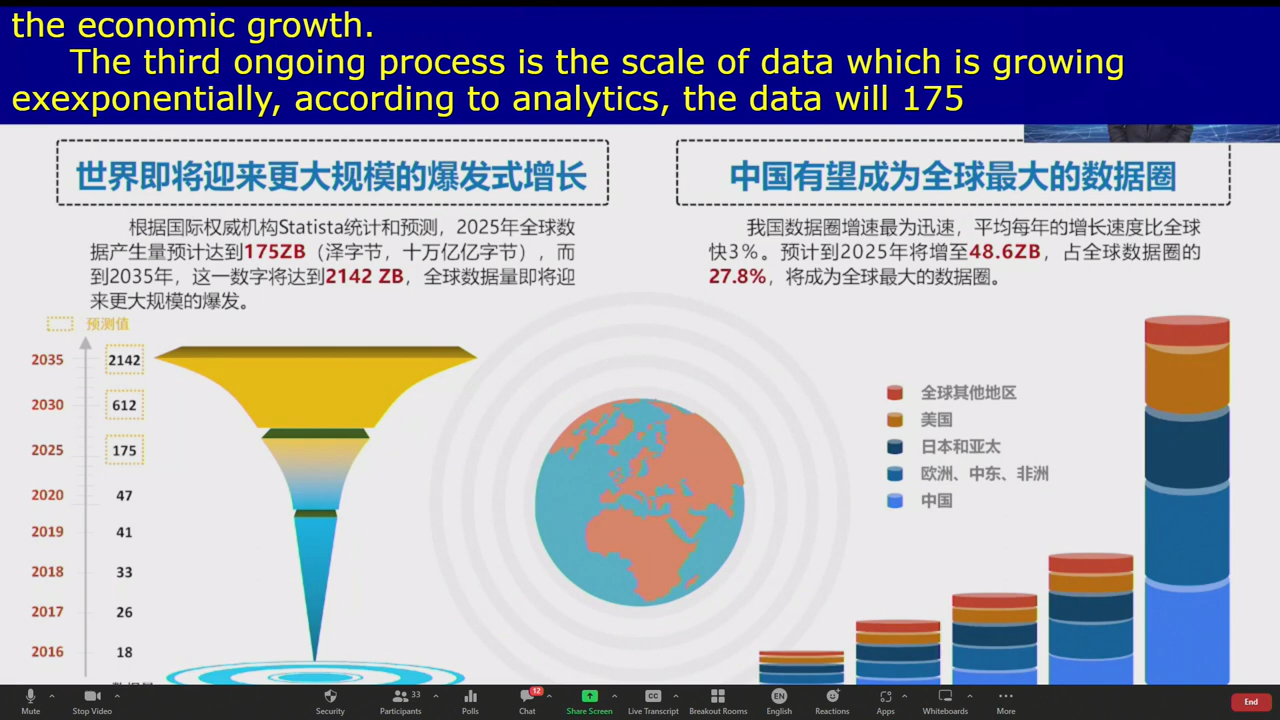 the economic growth.
The third ongoing process is the scale of data which is growing
exexponentially, according to analytics, the data will 175
世界即将迎来更大规模的爆发式增长
根据国际权威机构Statista统计和预测，2025年全球数
据产生量预计达到175ZB（泽字节，十万亿亿字节），而
到2035年，这一数字将达到2142 ZB，全球数据量即将迎
来更大规模的爆发。
预测值
2035 2142
2030 612
2025 175
2020 47
2019 41
2018 33
2017 26
2016 18
中国有望成为全球最大的数据圈
我国数据圈增速最为迅速，平均每年的增长速度比全球
快3%。预计到2025年将增至48.6ZB，占全球数据圈的
27.8%，将成为全球最大的数据圈。
全球其他地区
美国
日本和亚太
欧洲、中东、非洲
中国
Mute
Stop Video
Security
Participants 33
Polls
Chat 12
Share Screen
CC Live Transcript
Breakout Rooms
EN English
Reactions
Apps
Whiteboards
More
End